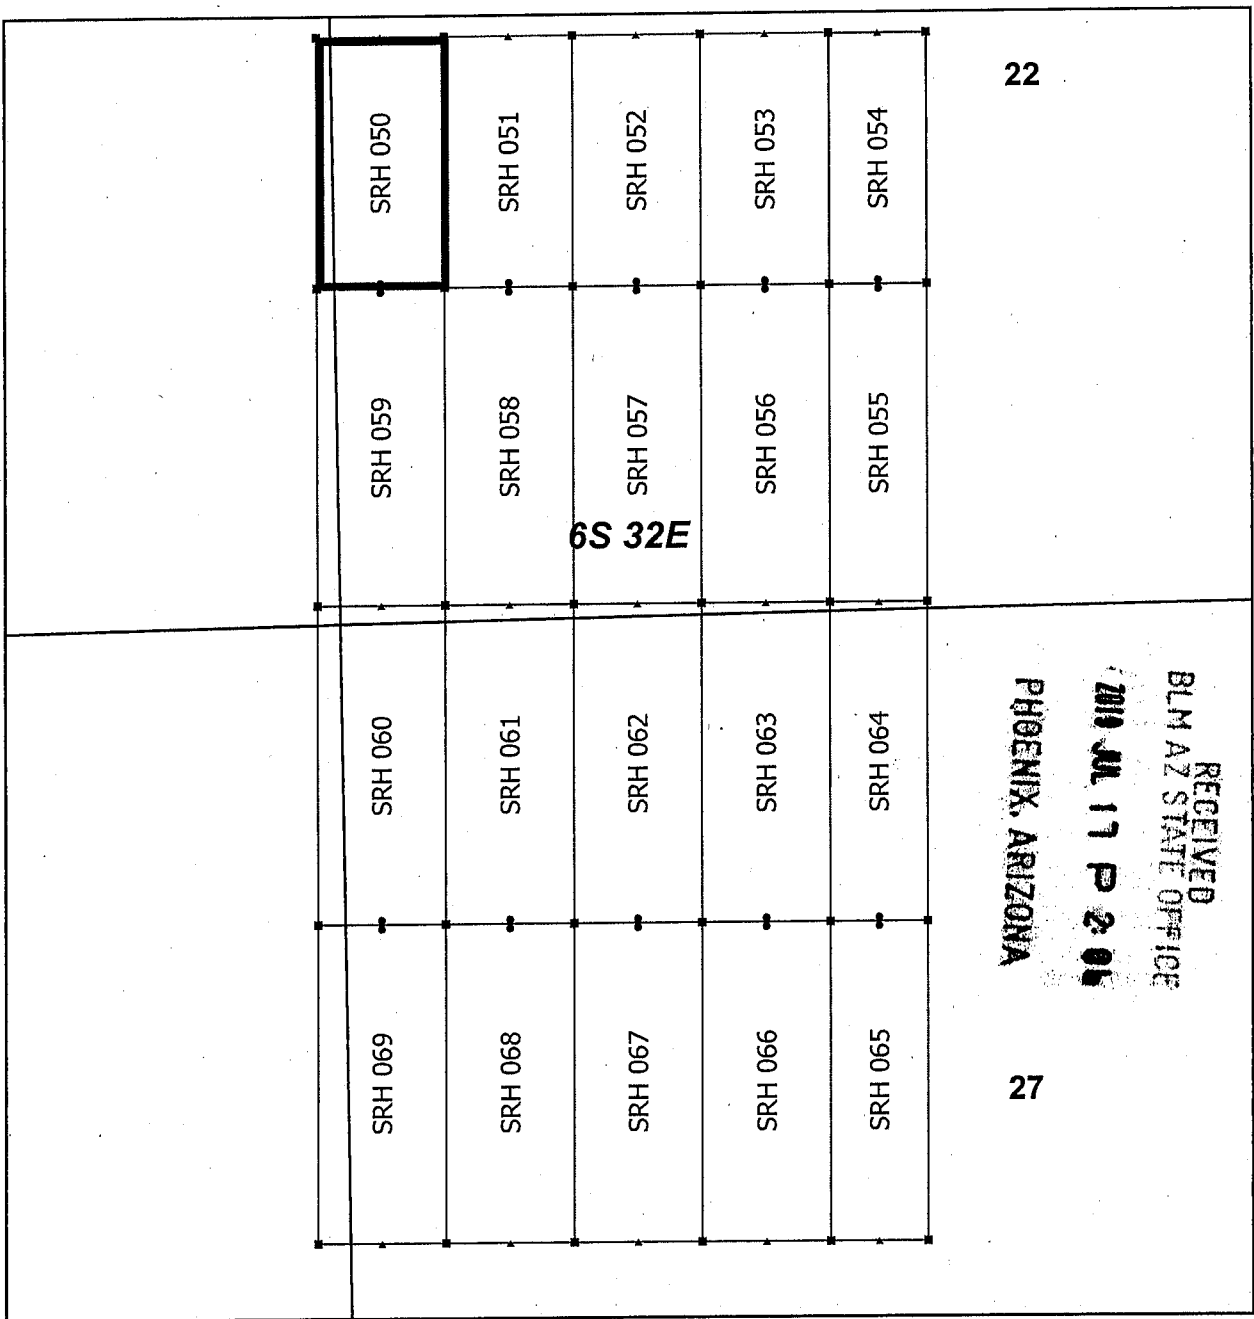 22
SRH 050
SRH 051
SRH 052
SRH 053
SRH 054
SRH 059
SRH 058
SRH 057
SRH 056
SRH 055
6S 32E
SRH 060
SRH 061
SRH 062
SRH 063
SRH 064
RECEIVED
BLM AZ STATE OFFICE
JUL 17 P 2:
PHOENIX, ARIZONA
SRH 069
SRH 068
SRH 067
SRH 066
SRH 065
27